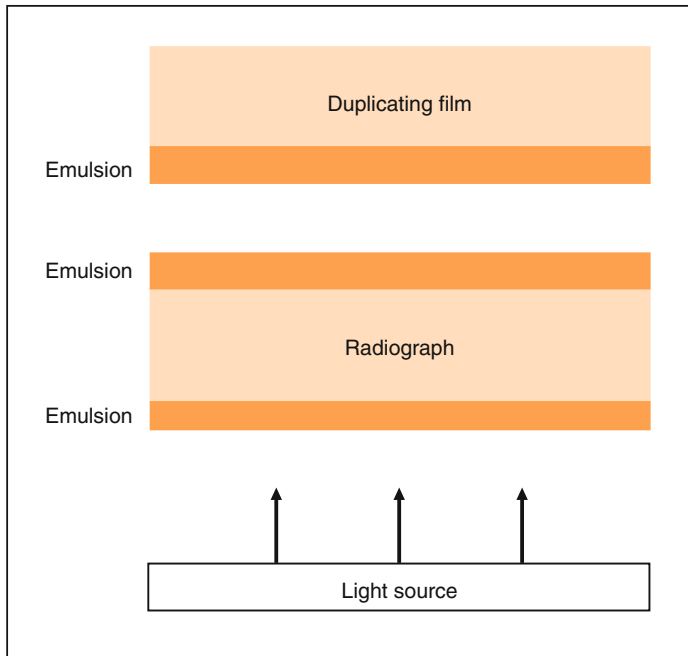 Duplicating film
Emulsion
Emulsion
Radiograph
Emulsion
Light source